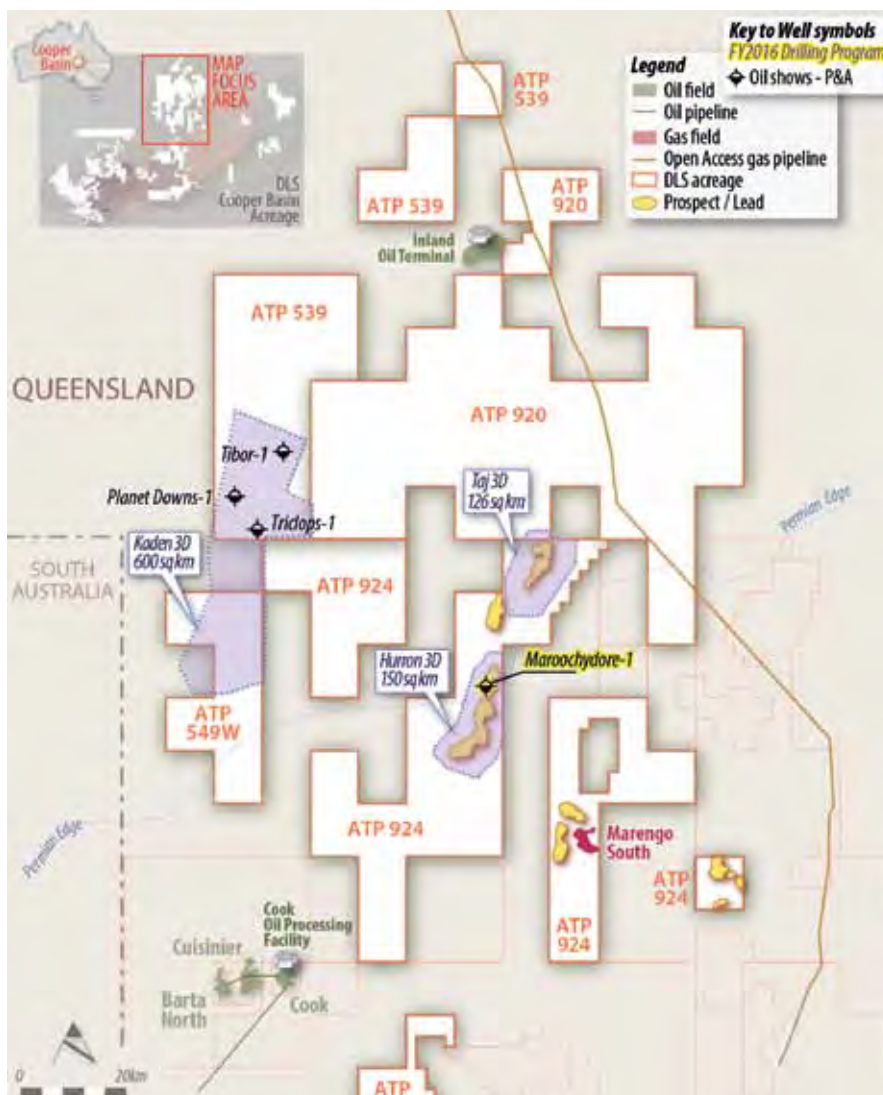 Cooper
Basin
MAP
FOCUS
AREA
DLS
Cooper Basin
Acreage
Key to Well symbols
FY2016 Drilling Program
Oil shows - P&A
Legend
Oil field
Oil pipeline
Gas field
Open Access gas pipeline
DLS acreage
Prospect / Lead
ATP
539
ATP 539
ATP
920
Inland
Oil Terminal
ATP 539
QUEENSLAND
ATP 920
Tibor-1
Planet Downs-1
Triclops-1
Taj 3D
126 sq km
Permian Edge
Kaden 3D
600 sq km
SOUTH
AUSTRALIA
ATP 924
Hurron 3D
150 sq km
Maroochydore-1
ATP
549W
ATP 924
Marengo
South
ATP
924
ATP
924
Permian Edge
Cook
Oil Processing
Facility
Cuisinier
Barta
North
Cook
0 20km
ATP